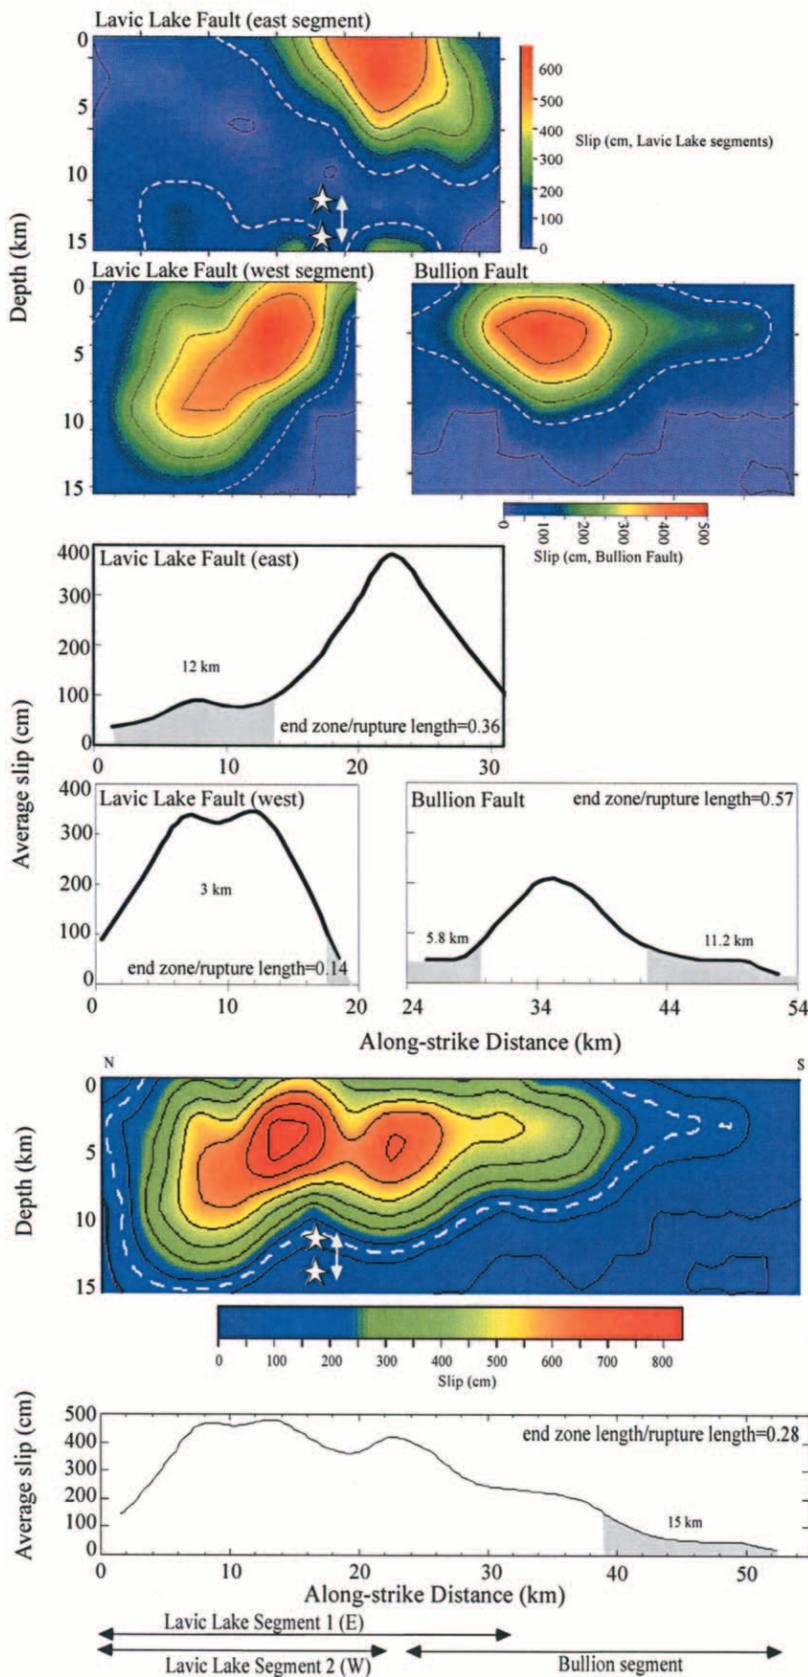 Lavic Lake Fault (east segment)
0
5
10
15
600
500
400
300
200
100
0
Slip (cm, Lavic Lake segments)
Depth (km)
Lavic Lake Fault (west segment)
Bullion Fault
0
5
10
15
0
100
200
300
400
500
Slip (cm, Bullion Fault)
Lavic Lake Fault (east)
400
300
200
100
0
12 km
end zone/rupture length=0.36
0
10
20
30
Average slip (cm)
Lavic Lake Fault (west)
400
300
200
100
0
3 km
end zone/rupture length=0.14
0
10
20
Bullion Fault
end zone/rupture length=0.57
5.8 km
11.2 km
24
34
44
54
Along-strike Distance (km)
N
S
Depth (km)
0
5
10
15
0
100
200
300
400
500
600
700
800
Slip (cm)
Average slip (cm)
500
400
300
200
100
0
end zone length/rupture length=0.28
15 km
0
10
20
30
40
50
Along-strike Distance (km)
Lavic Lake Segment 1 (E)
Lavic Lake Segment 2 (W)
Bullion segment